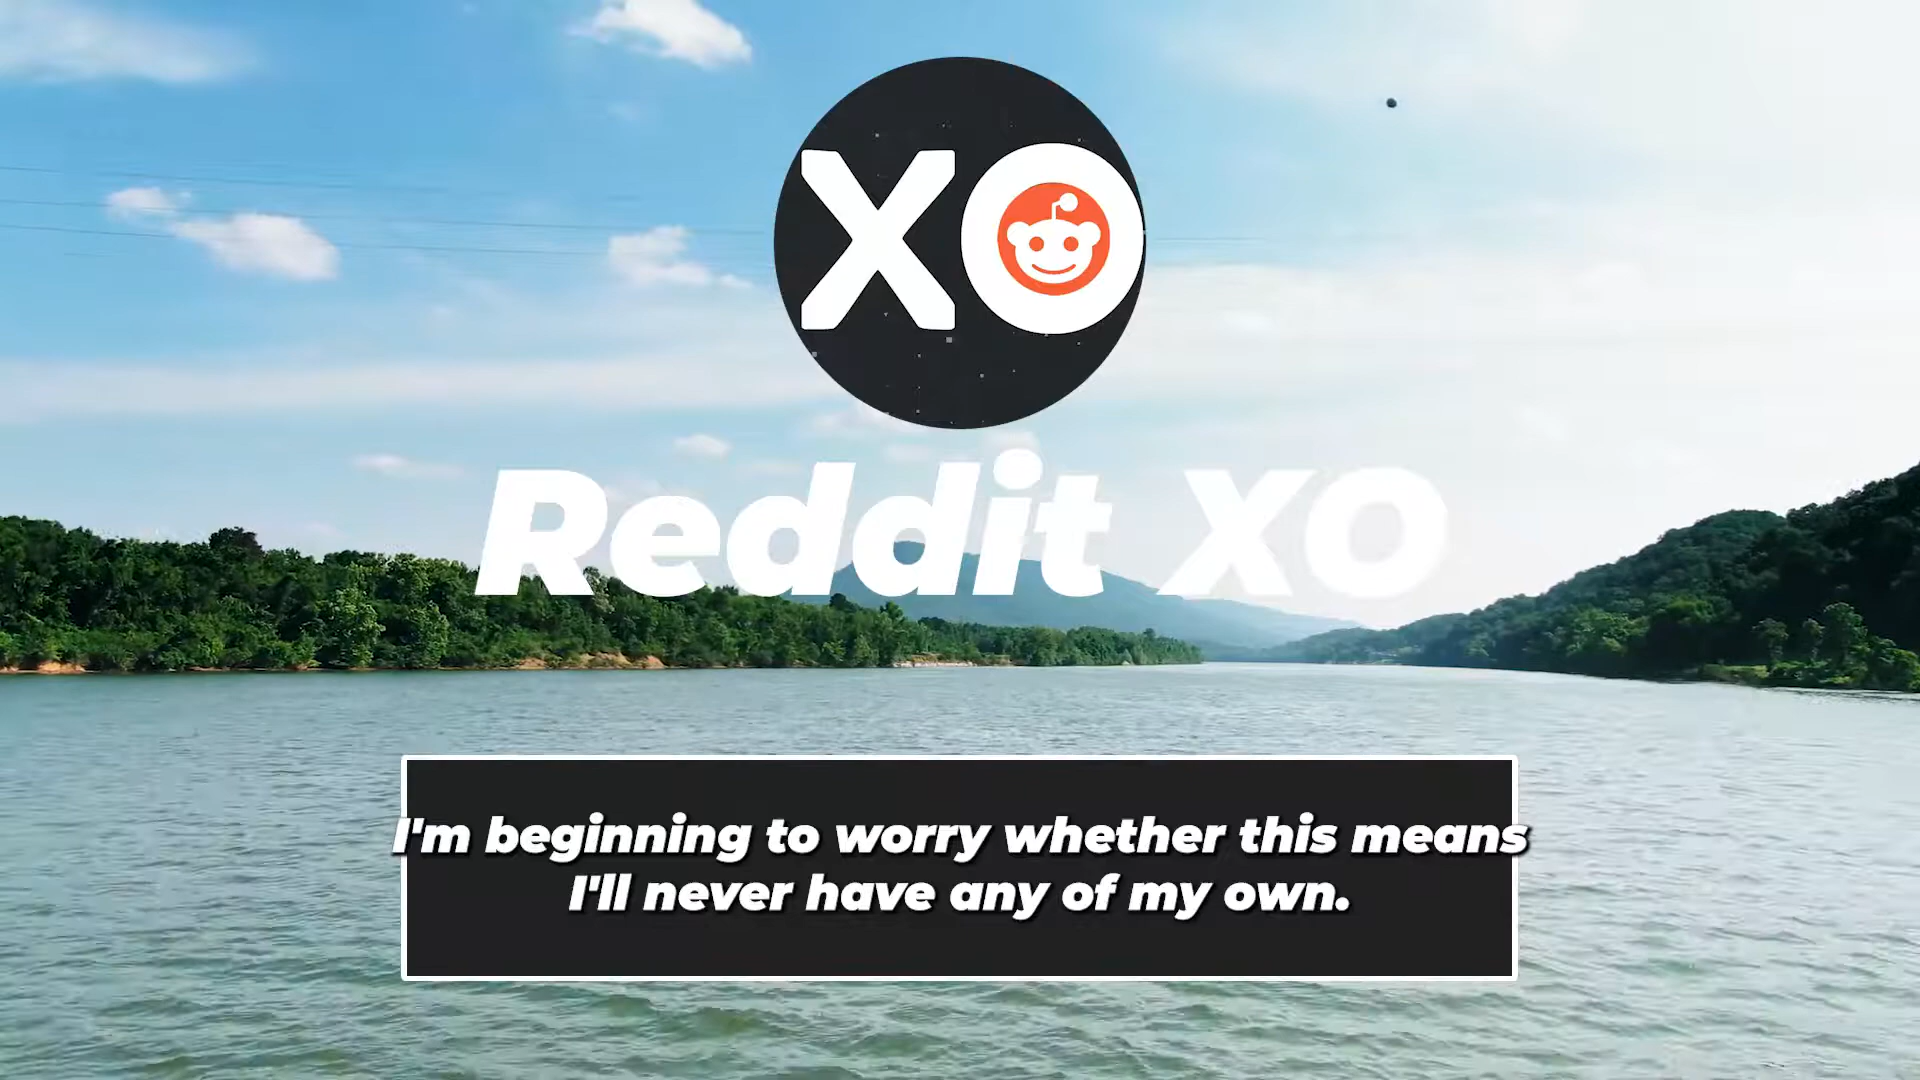 XO
Reddit XO
I'm beginning to worry whether this means
I'll never have any of my own.